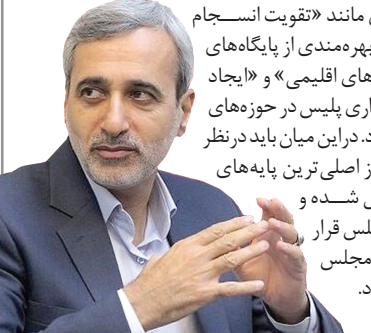 مانند «تقویت انسجام
بهره‌مندی از پایگاه‌های
های اقلیمی» و «ایجاد
اری پلیس در حوزه‌های
د. دراین میان باید درنظر
ز اصلی‌ترین پایه‌های
شده و
لس قرار
مجلس
د.